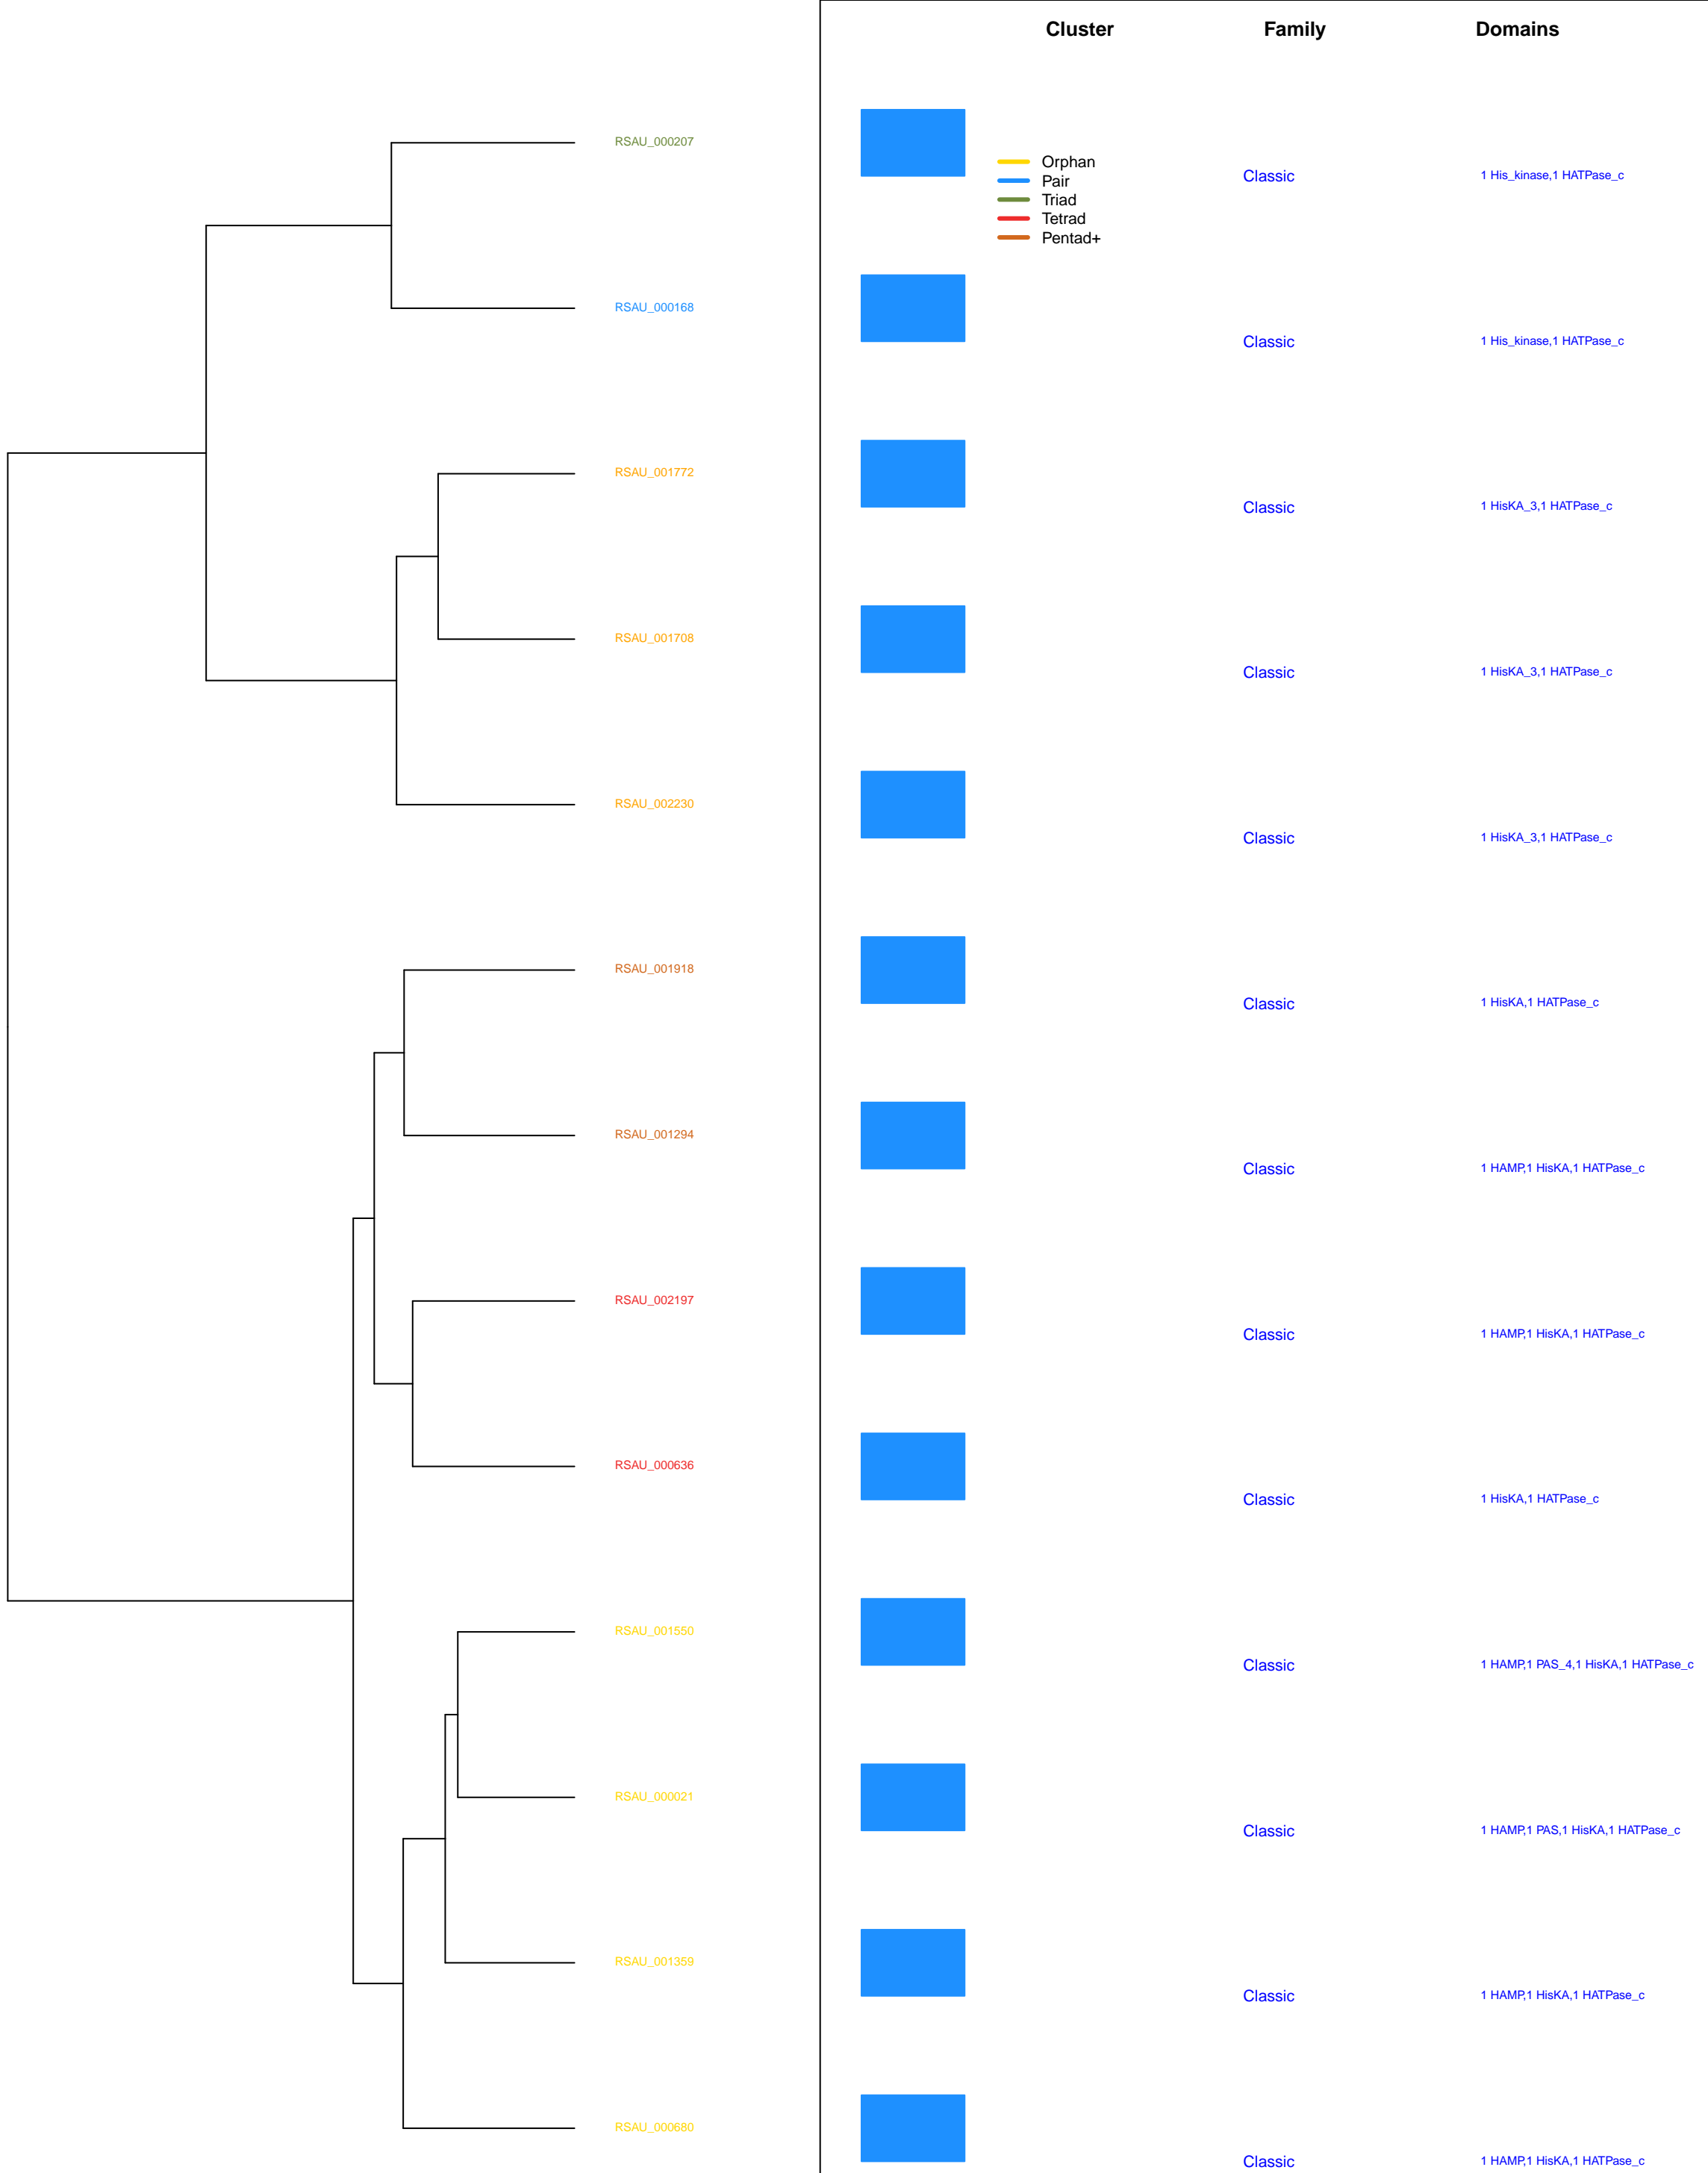 Cluster Family Domains
RSAU_000207
Orphan
Pair
Triad
Tetrad
Pentad+
Classic 1 His_kinase,1 HATPase_c
RSAU_000168
Classic 1 His_kinase,1 HATPase_c
RSAU_001772
Classic 1 HisKA_3,1 HATPase_c
RSAU_001708
Classic 1 HisKA_3,1 HATPase_c
RSAU_002230
Classic 1 HisKA_3,1 HATPase_c
RSAU_001918
Classic 1 HisKA,1 HATPase_c
RSAU_001294
Classic 1 HAMP,1 HisKA,1 HATPase_c
RSAU_002197
Classic 1 HAMP,1 HisKA,1 HATPase_c
RSAU_000636
Classic 1 HisKA,1 HATPase_c
RSAU_001550
Classic 1 HAMP,1 PAS_4,1 HisKA,1 HATPase_c
RSAU_000021
Classic 1 HAMP,1 PAS,1 HisKA,1 HATPase_c
RSAU_001359
Classic 1 HAMP,1 HisKA,1 HATPase_c
RSAU_000680
Classic 1 HAMP,1 HisKA,1 HATPase_c